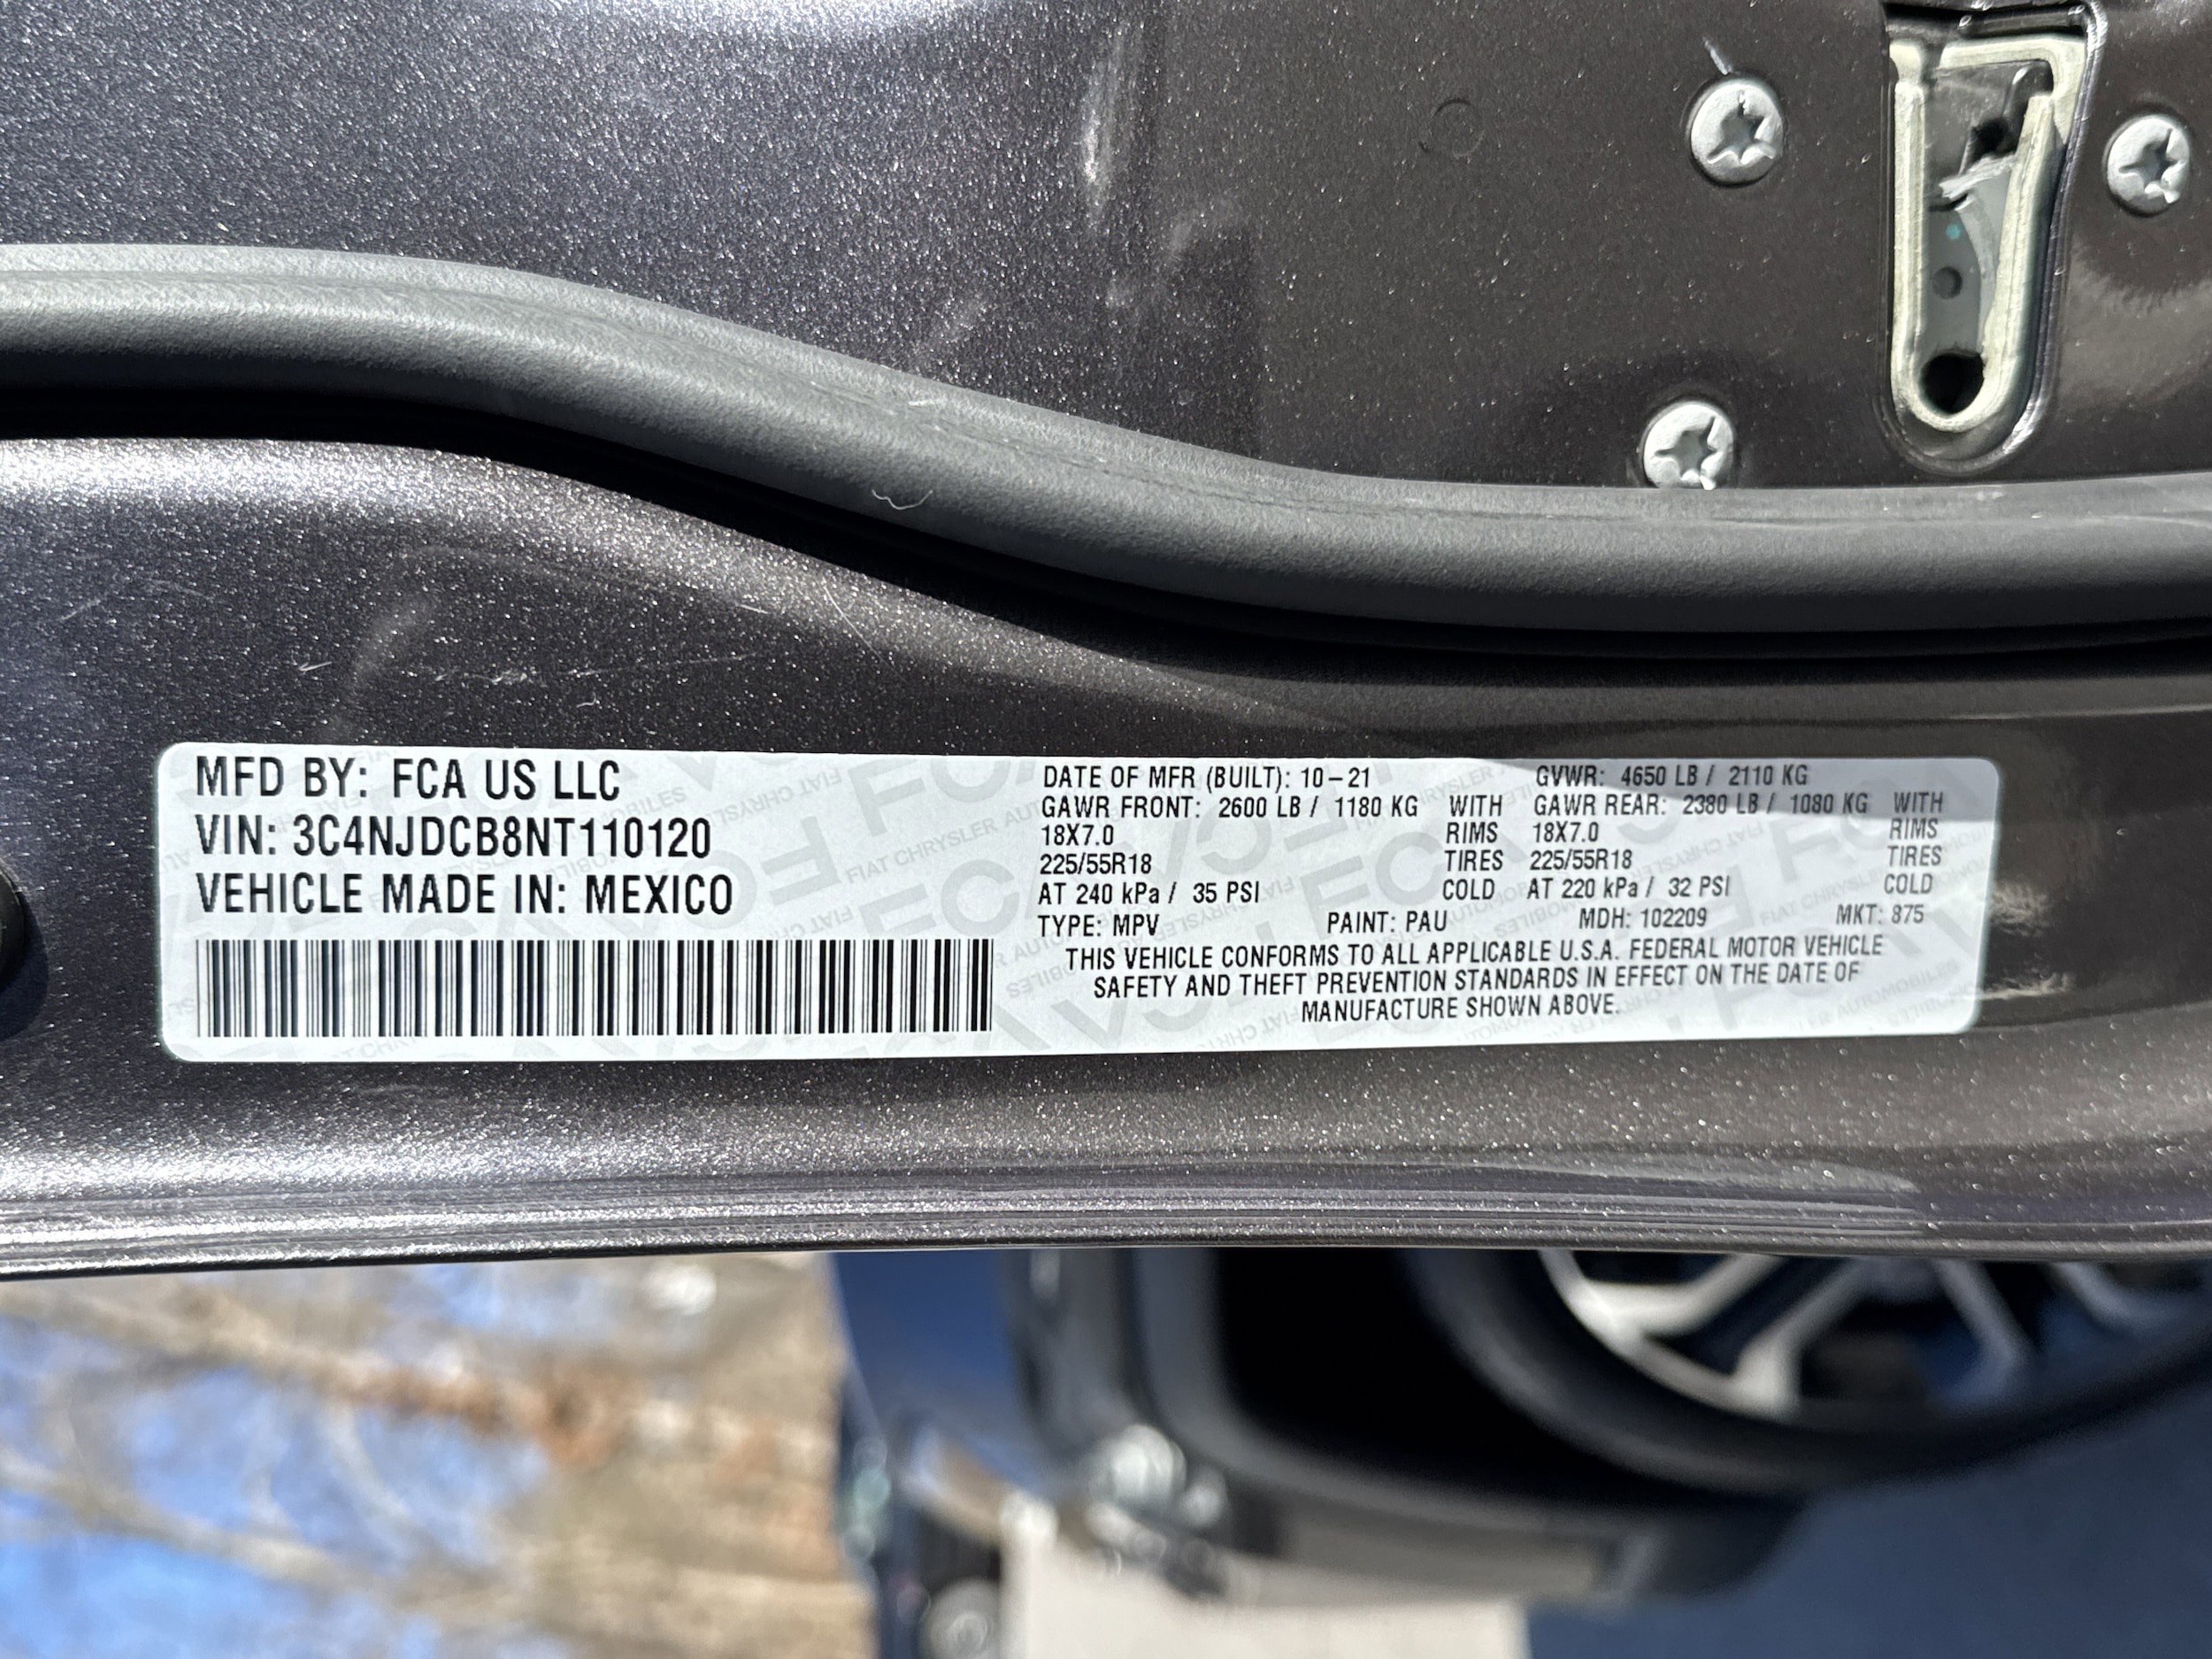 MFD BY: FCA US LLC
VIN: 3C4NJDCB8NT110120
VEHICLE MADE IN: MEXICO
DATE OF MFR (BUILT): 10-21 GVWR: 4650 LB / 2110 KG
GAWR FRONT: 2600 LB / 1180 KG WITH GAWR REAR: 2380 LB / 1080 KG WITH
18X7.0 RIMS 18X7.0 RIMS
225/55R18 TIRES 225/55R18 TIRES
AT 240 kPa / 35 PSI COLD AT 220 kPa / 32 PSI COLD
TYPE: MPV PAINT: PAU MDH: 102209 MKT: 875
THIS VEHICLE CONFORMS TO ALL APPLICABLE U.S.A. FEDERAL MOTOR VEHICLE
SAFETY AND THEFT PREVENTION STANDARDS IN EFFECT ON THE DATE OF
MANUFACTURE SHOWN ABOVE.